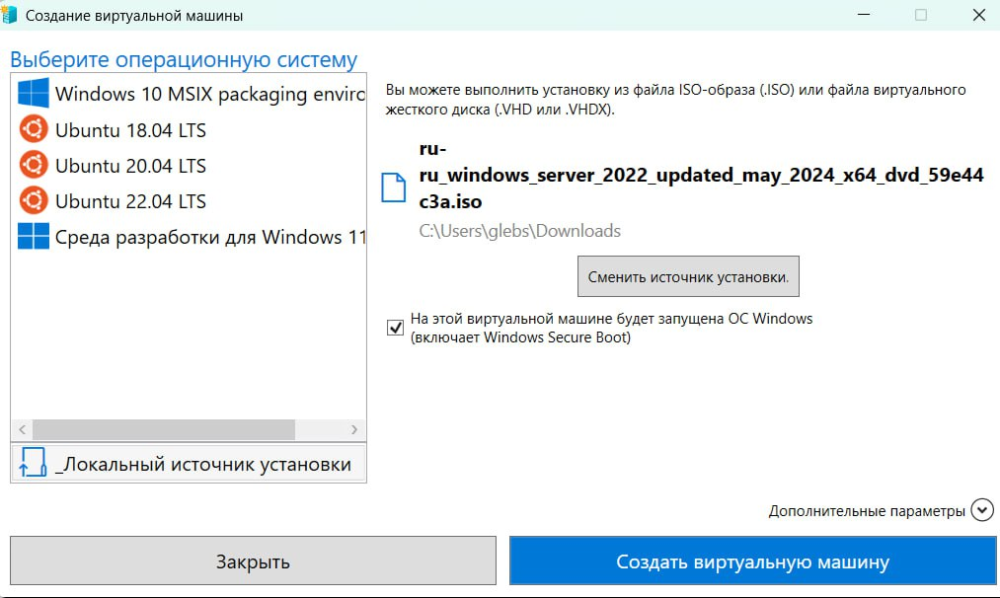 Создание виртуальной машины
Выберите операционную систему
Windows 10 MSIX packaging enviro
Ubuntu 18.04 LTS
Ubuntu 20.04 LTS
Ubuntu 22.04 LTS
Среда разработки для Windows 11
_Локальный источник установки
Вы можете выполнить установку из файла ISO-образа (.ISO) или файла виртуального
жесткого диска (.VHD или .VHDX).
ru-
ru_windows_server_2022_updated_may_2024_x64_dvd_59e44
c3a.iso
C:\Users\glebs\Downloads
Сменить источник установки.
На этой виртуальной машине будет запущена ОС Windows
(включает Windows Secure Boot)
Дополнительные параметры
Закрыть
Создать виртуальную машину